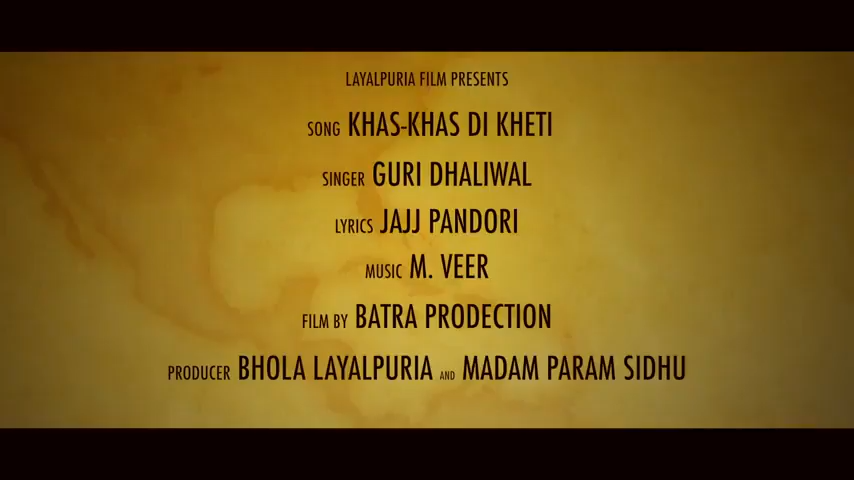 LAYALPURIA FILM PRESENTS
SONG KHAS-KHAS DI KHETI
SINGER GURI DHALIWAL
LYRICS JAJJ PANDORI
MUSIC M. VEER
FILM BY BATRA PRODECTION
PRODUCER BHOLA LAYALPURIA AND MADAM PARAM SIDHU